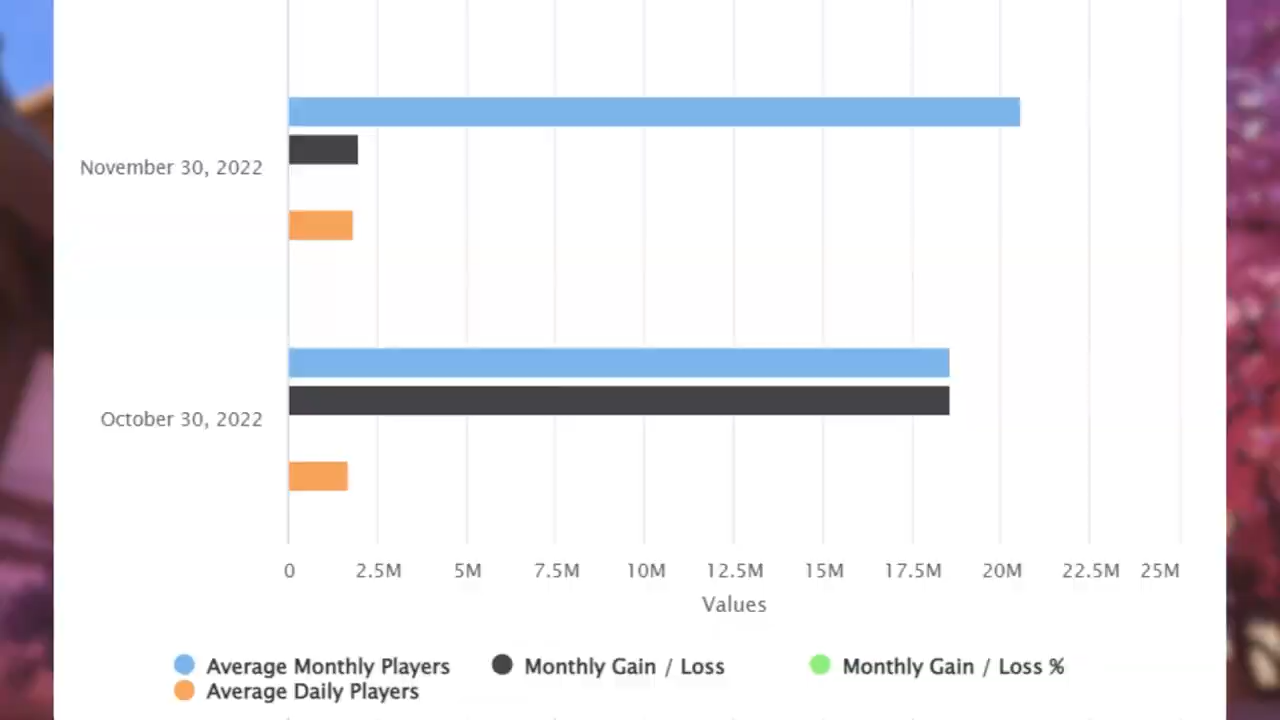 November 30, 2022
October 30, 2022
0 2.5M 5M 7.5M 10M 12.5M 15M 17.5M 20M 22.5M 25M
Values
Average Monthly Players Monthly Gain / Loss Monthly Gain / Loss %
Average Daily Players